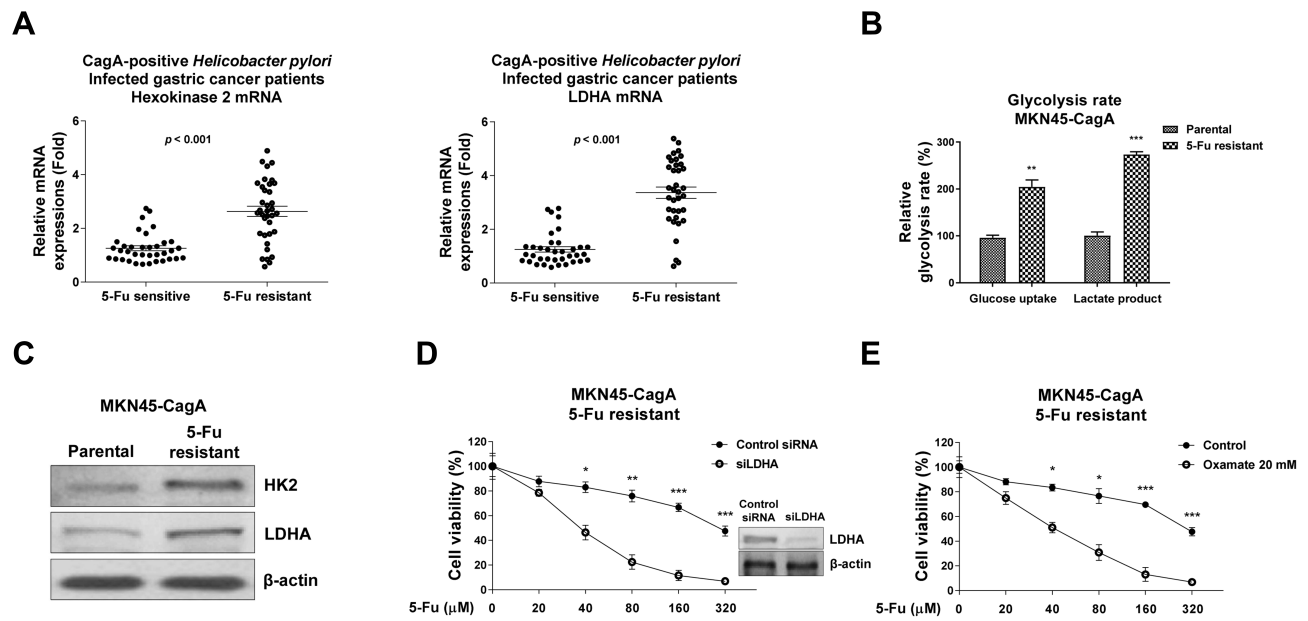 A
CagA-positive Helicobacter pylori
Infected gastric cancer patients
Hexokinase 2 mRNA
Relative mRNA
expressions (Fold)
6
4
2
0
p < 0.001
5-Fu sensitive
5-Fu resistant
CagA-positive Helicobacter pylori
Infected gastric cancer patients
LDHA mRNA
Relative mRNA
expressions (Fold)
6
4
2
0
p < 0.001
5-Fu sensitive
5-Fu resistant
B
Glycolysis rate
MKN45-CagA
Parental
5-Fu resistant
Relative
glycolysis rate (%)
300
200
100
0
**
***
Glucose uptake
Lactate product
C
MKN45-CagA
Parental
5-Fu
resistant
HK2
LDHA
β-actin
D
MKN45-CagA
5-Fu resistant
Control siRNA
siLDHA
Cell viability (%)
120
100
80
60
40
20
0
*
**
***
***
5-Fu (μM)
0
20
40
80
160
320
Control
siRNA
siLDHA
LDHA
β-actin
E
MKN45-CagA
5-Fu resistant
Control
Oxamate 20 mM
Cell viability (%)
120
100
80
60
40
20
0
*
*
***
***
5-Fu (μM)
0
20
40
80
160
320